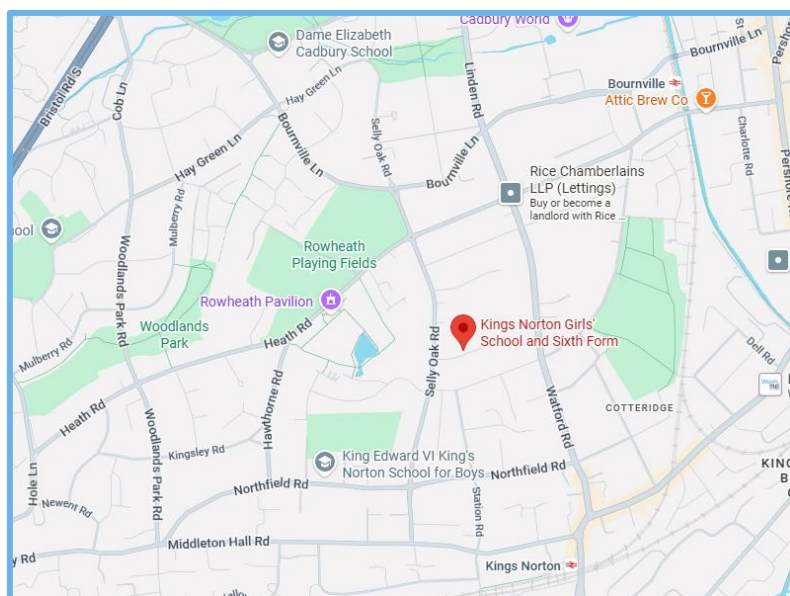 Cadbury World
Dame Elizabeth
Cadbury School
Bristol Rd S
Cob Ln
Hay Green Ln
Linden Rd
Bournville Ln
Pershore
Bournville
Attic Brew Co
Hay Green Ln
Bournville Ln
Selly Oak Rd
Bournville Ln
Charlotte Rd
Rice Chamberlains
LLP (Lettings)
Buy or become a
landlord with Rice ...
Mulberry Rd
Woodlands Park Rd
Rowheath
Playing Fields
Rowheath Pavilion
Woodlands
Park
Heath Rd
Selly Oak Rd
Kings Norton Girls'
School and Sixth Form
Mulberry Rd
Dell Rd
Heath Rd
Hawthorne Rd
Watford Rd
COTTERIDGE
Woodlands Park Rd
Kingsley Rd
King Edward VI King's
Norton School for Boys
Northfield Rd
Northfield Rd
Hole Ln
Newent Rd
Station Rd
Middleton Hall Rd
Kings Norton